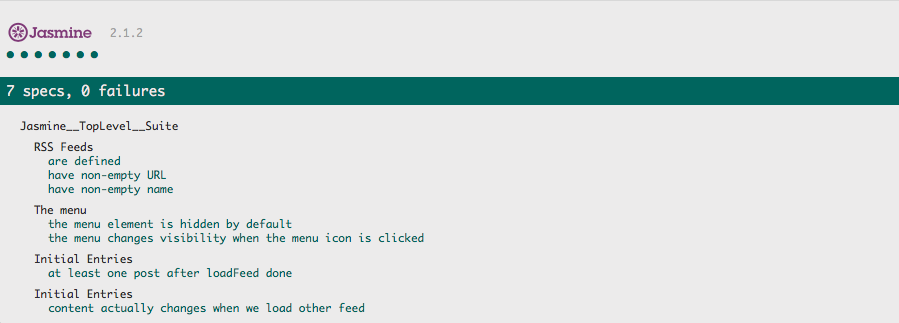 Jasmine 2.1.2
7 specs, 0 failures
Jasmine__TopLevel__Suite
RSS Feeds
are defined
have non-empty URL
have non-empty name
The menu
the menu element is hidden by default
the menu changes visibility when the menu icon is clicked
Initial Entries
at least one post after loadFeed done
Initial Entries
content actually changes when we load other feed